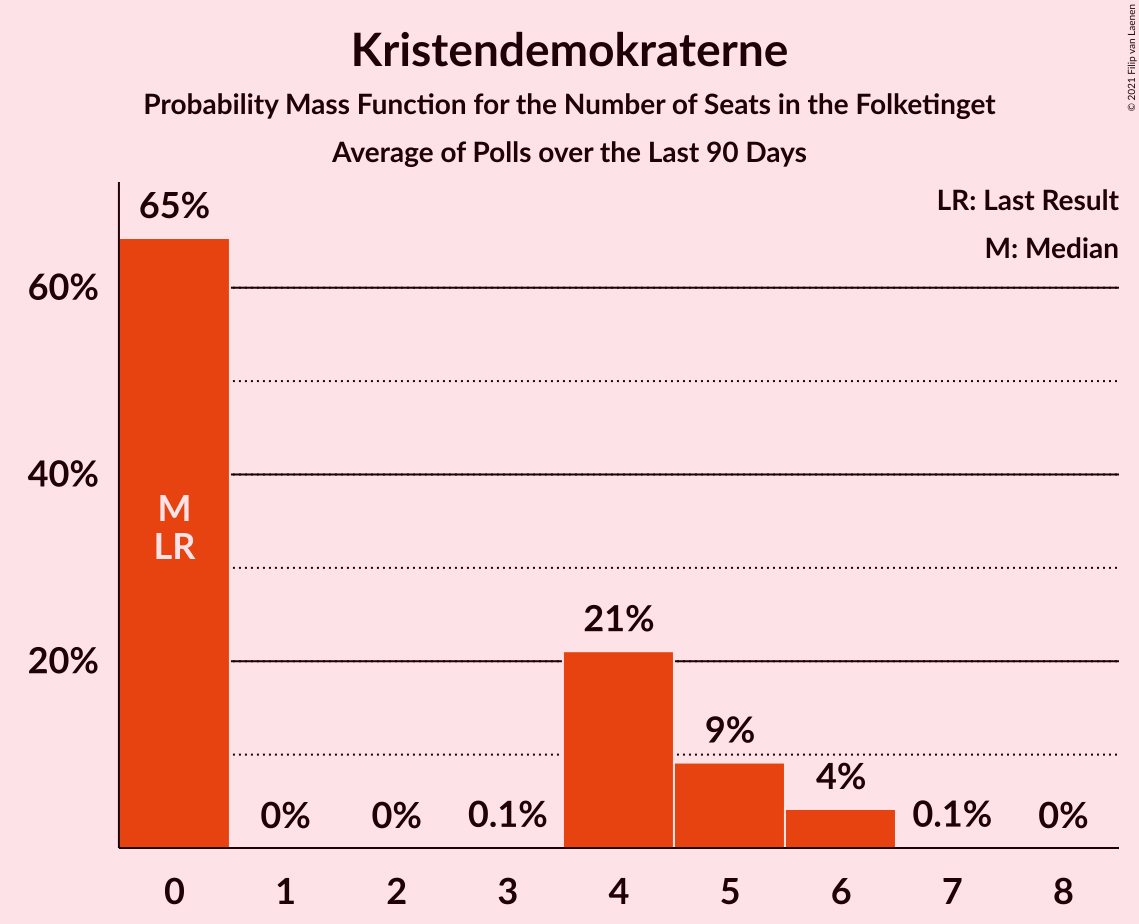 Kristendemokraterne
Probability Mass Function for the Number of Seats in the Folketinget
Average of Polls over the Last 90 Days
© 2021 Filip van Laenen
LR: Last Result
M: Median
65%
60%
40%
M
LR
21%
20%
9%
4%
0%
0%
0.1%
0.1%
0%
0
1
2
3
4
5
6
7
8